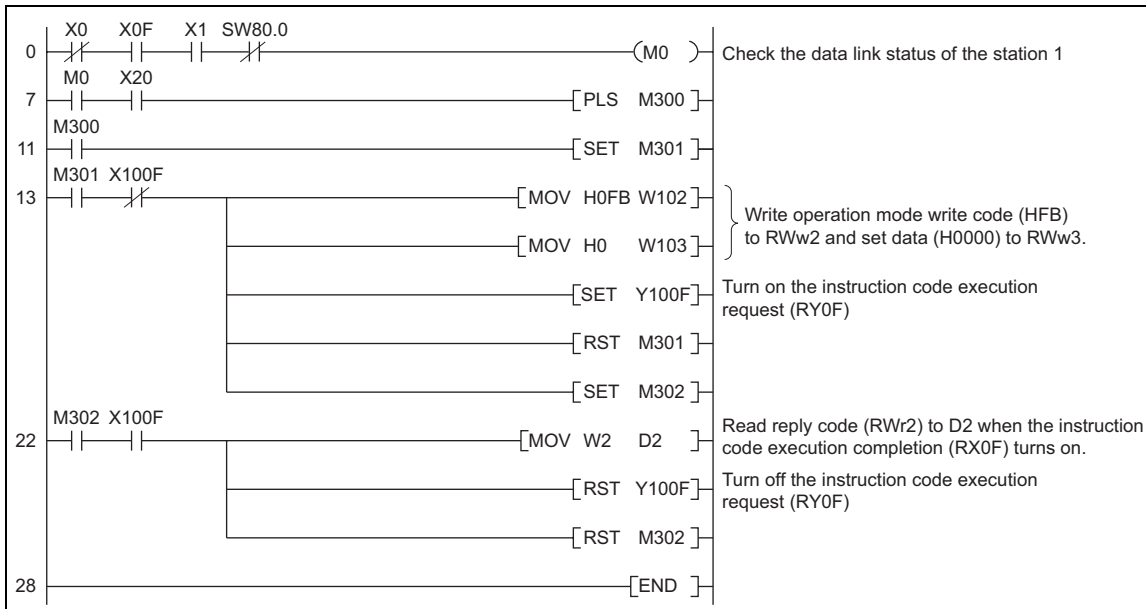 X0 X0F X1 SW80.0
0 M0 Check the data link status of the station 1
M0 X20
7 PLS M300
M300
11 SET M301
M301 X100F
13 MOV H0FB W102
Write operation mode write code (HFB)
to RWw2 and set data (H0000) to RWw3.
MOV H0 W103
SET Y100F Turn on the instruction code execution
request (RY0F)
RST M301
SET M302
M302 X100F
22 MOV W2 D2 Read reply code (RWr2) to D2 when the instruction
code execution completion (RX0F) turns on.
RST Y100F Turn off the instruction code execution
request (RY0F)
RST M302
28 END